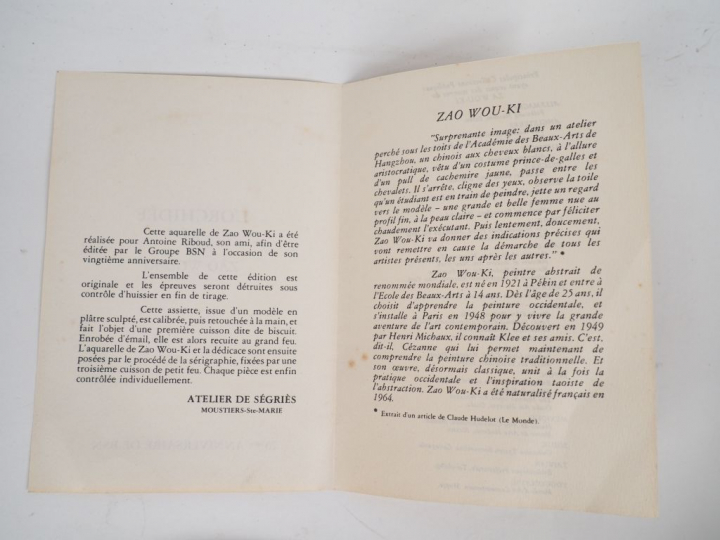 Cette aquarelle de Zao Wou-Ki a été
réalisée pour Antoine Riboud, son ami, afin d'être
éditée par le Groupe BSN à l'occasion de son
vingtième anniversaire.
L'ensemble de cette édition est
originale et les épreuves seront détruites sous
contrôle d'huissier en fin de tirage.
Cette assiette, issue d'un modèle en
plâtre sculpté, est calibrée, puis retouchée à la main, et
fait l'objet d'une première cuisson dite de biscuit.
Enrobée d'émail, elle est alors recuite au grand feu.
L'aquarelle de Zao Wou-Ki et la dédicace sont ensuite
posées par le procédé de la sérigraphie, fixées par une
troisième cuisson de petit feu. Chaque pièce est enfin
contrôlée individuellement.
ATELIER DE SÉGRIÈS
MOUSTIERS-Ste-MARIE
ZAO WOU-KI
"Surprenante image: dans un atelier
perché sous les toits de l'Académie des Beaux-Arts de
Hangzhou, un chinois aux cheveux blancs, à l'allure
aristocratique, vêtu d'un costume prince-de-galles et
d'un pull de cachemire jaune, passe entre les
chevalets. Il s'arrête, cligne des yeux, observe la toile
qu'un étudiant est en train de peindre, jette un regard
vers le modèle – une grande et belle femme nue au
profil fin, à la peau claire – et commence par féliciter
chaudement l'exécutant. Puis lentement, doucement,
Zao Wou-Ki va donner des indications précises qui
vont remettre en cause la démarche de tous les
artistes présents, les uns après les autres." *
Zao Wou-Ki, peintre abstrait de
renommée mondiale, est né en 1921 à Pékin et entre à
l'Ecole des Beaux-Arts à 14 ans. Dès l'âge de 25 ans, il
choisit d'apprendre la peinture occidentale, et
s'installe à Paris en 1948 pour y vivre la grande
aventure de l'art contemporain. Découvert en 1949
par Henri Michaux, il connaît Klee et ses amis. C'est,
dit-il, Cézanne qui lui permet maintenant de
comprendre la peinture chinoise traditionnelle. Et
son œuvre, désormais classique, unit à la fois la
pratique occidentale et l'inspiration taoïste de
l'abstraction. Zao Wou-Ki a été naturalisé français en
1964.
* Extrait d'un article de Claude Hudelot (Le Monde).